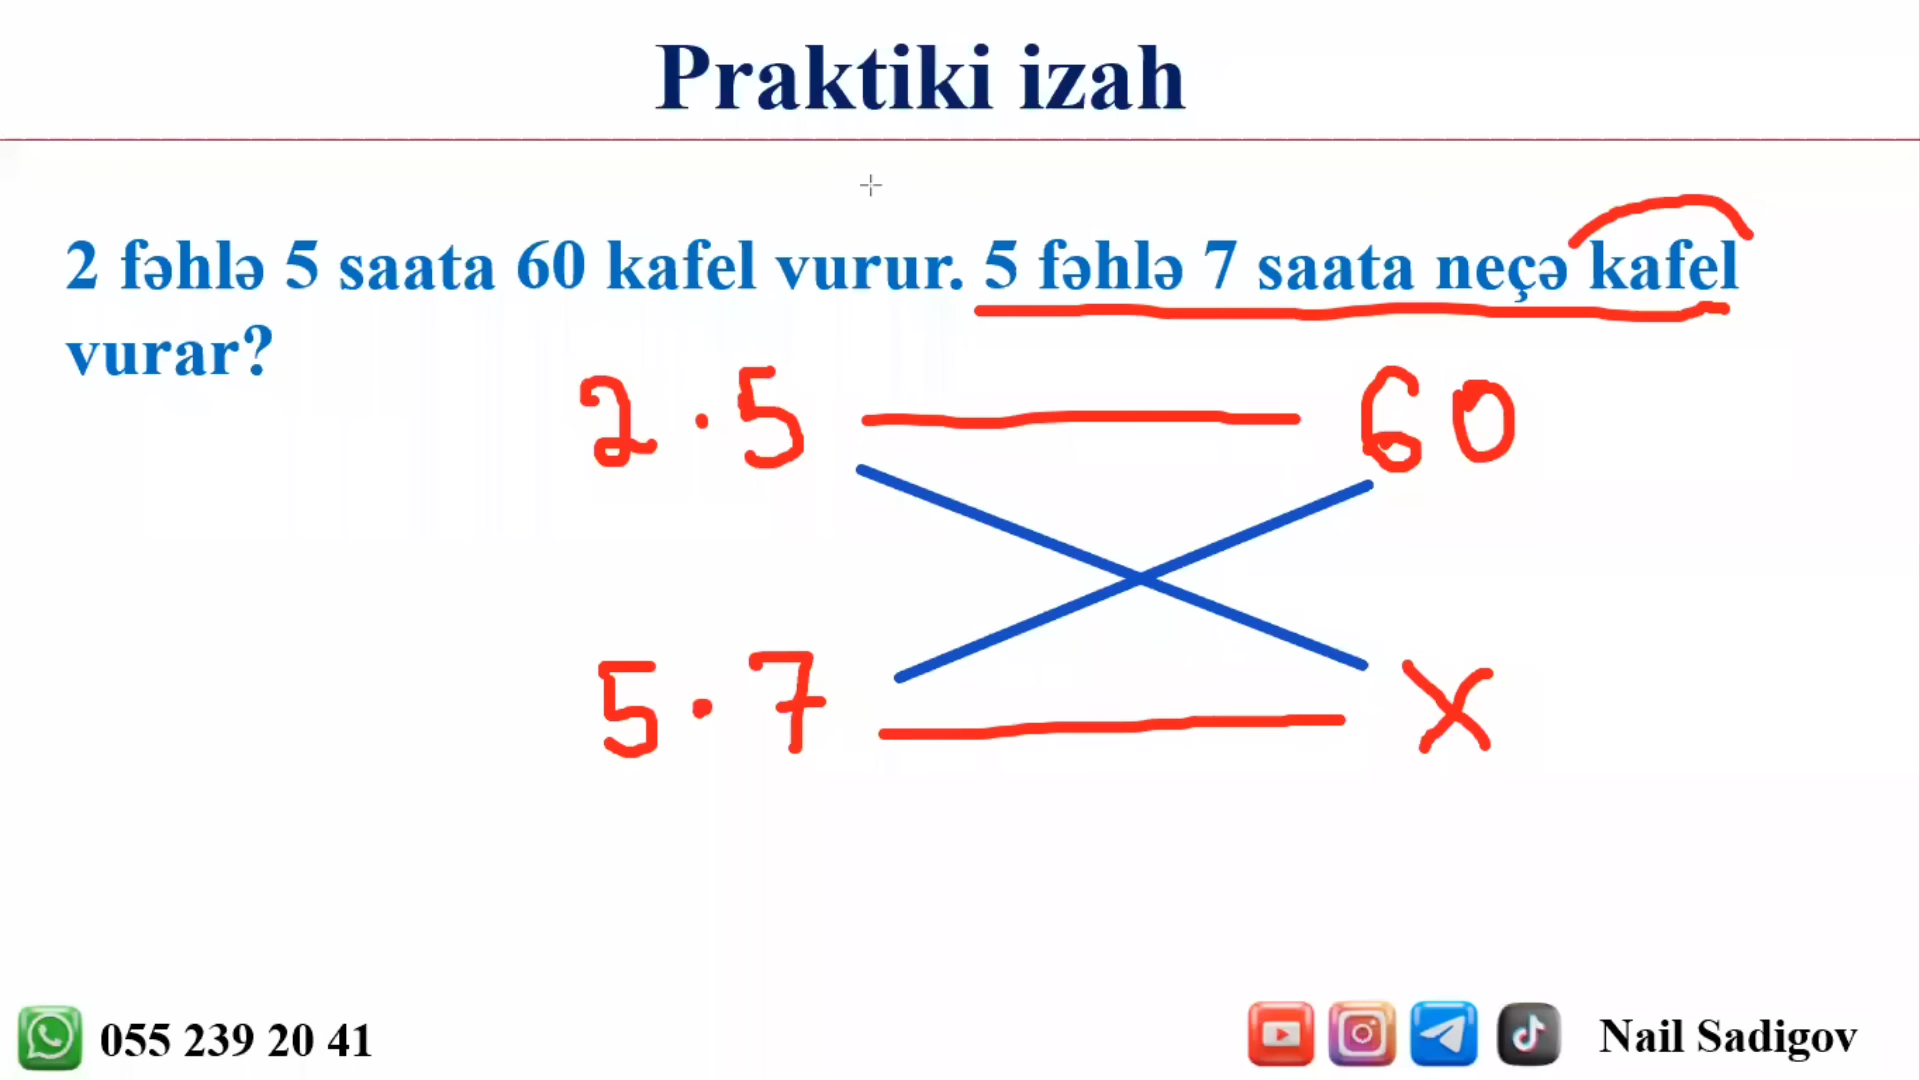 Praktiki izah
2 fəhlə 5 saata 60 kafel vurur. 5 fəhlə 7 saata neçə kafel
vurar?
2 · 5 60
5 · 7 x
055 239 20 41
Nail Sadigov